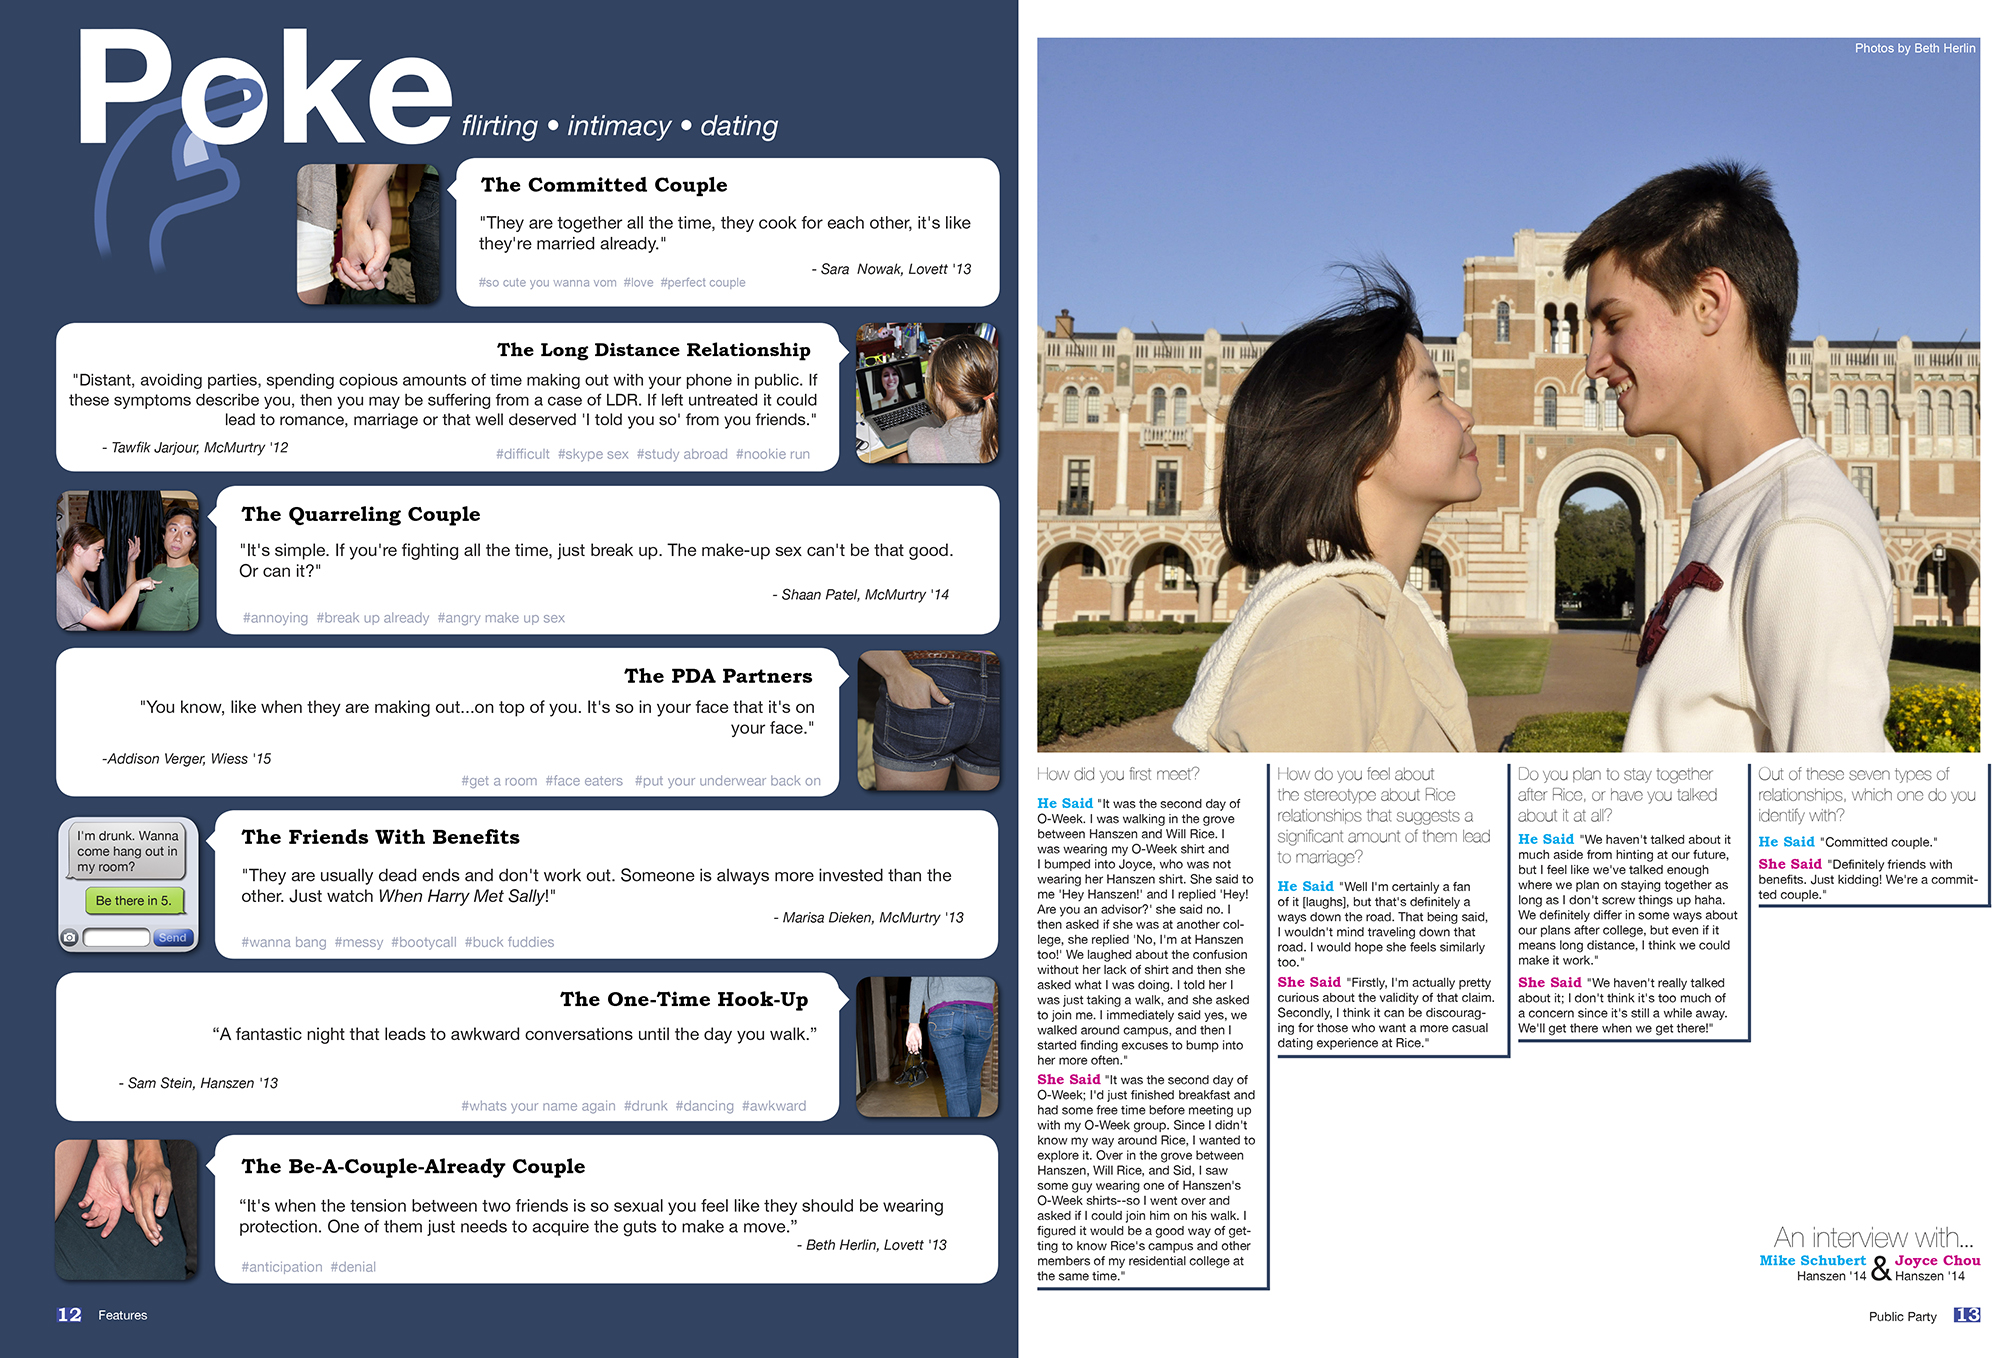 Poke
flirting • intimacy • dating
The Committed Couple
"They are together all the time, they cook for each other, it's like
they're married already."
- Sara Nowak, Lovett '13
#so cute you wanna vom #love #perfect couple
The Long Distance Relationship
"Distant, avoiding parties, spending copious amounts of time making out with your phone in public. If
these symptoms describe you, then you may be suffering from a case of LDR. If left untreated it could
lead to romance, marriage or that well deserved 'I told you so' from you friends."
- Tawfik Jarjour, McMurtry '12
#difficult #skype sex #study abroad #nookie run
The Quarreling Couple
"It's simple. If you're fighting all the time, just break up. The make-up sex can't be that good.
Or can it?"
- Shaan Patel, McMurtry '14
#annoying #break up already #angry make up sex
The PDA Partners
"You know, like when they are making out...on top of you. It's so in your face that it's on
your face."
-Addison Verger, Wiess '15
#get a room #face eaters #put your underwear back on
I'm drunk. Wanna
come hang out in
my room?
Be there in 5.
Send
The Friends With Benefits
"They are usually dead ends and don't work out. Someone is always more invested than the
other. Just watch When Harry Met Sally!"
- Marisa Dieken, McMurtry '13
#wanna bang #messy #bootycall #buck fuddies
The One-Time Hook-Up
“A fantastic night that leads to awkward conversations until the day you walk.”
- Sam Stein, Hanszen '13
#whats your name again #drunk #dancing #awkward
The Be-A-Couple-Already Couple
“It's when the tension between two friends is so sexual you feel like they should be wearing
protection. One of them just needs to acquire the guts to make a move.”
- Beth Herlin, Lovett '13
#anticipation #denial
12 Features
Photos by Beth Herlin
How did you first meet?
He Said "It was the second day of
O-Week. I was walking in the grove
between Hanszen and Will Rice. I
was wearing my O-Week shirt and
I bumped into Joyce, who was not
wearing her Hanszen shirt. She said to
me 'Hey Hanszen!' and I replied 'Hey!
Are you an advisor?' she said no. I
then asked if she was at another col-
lege, she replied 'No, I'm at Hanszen
too!' We laughed about the confusion
without her lack of shirt and then she
asked what I was doing. I told her I
was just taking a walk, and she asked
to join me. I immediately said yes, we
walked around campus, and then I
started finding excuses to bump into
her more often."
She Said "It was the second day of
O-Week; I'd just finished breakfast and
had some free time before meeting up
with my O-Week group. Since I didn't
know my way around Rice, I wanted to
explore it. Over in the grove between
Hanszen, Will Rice, and Sid, I saw
some guy wearing one of Hanszen's
O-Week shirts--so I went over and
asked if I could join him on his walk. I
figured it would be a good way of get-
ting to know Rice's campus and other
members of my residential college at
the same time."
How do you feel about
the stereotype about Rice
relationships that suggests a
significant amount of them lead
to marriage?
He Said "Well I'm certainly a fan
of it [laughs], but that's definitely a
ways down the road. That being said,
I wouldn't mind traveling down that
road. I would hope she feels similarly
too."
She Said "Firstly, I'm actually pretty
curious about the validity of that claim.
Secondly, I think it can be discourag-
ing for those who want a more casual
dating experience at Rice."
Do you plan to stay together
after Rice, or have you talked
about it at all?
He Said "We haven't talked about it
much aside from hinting at our future,
but I feel like we've talked enough
where we plan on staying together as
long as I don't screw things up haha.
We definitely differ in some ways about
our plans after college, but even if it
means long distance, I think we could
make it work."
She Said "We haven't really talked
about it; I don't think it's too much of
a concern since it's still a while away.
We'll get there when we get there!"
Out of these seven types of
relationships, which one do you
identify with?
He Said "Committed couple."
She Said "Definitely friends with
benefits. Just kidding! We're a commit-
ted couple."
An interview with...
Mike Schubert & Joyce Chou
Hanszen '14 Hanszen '14
Public Party 13